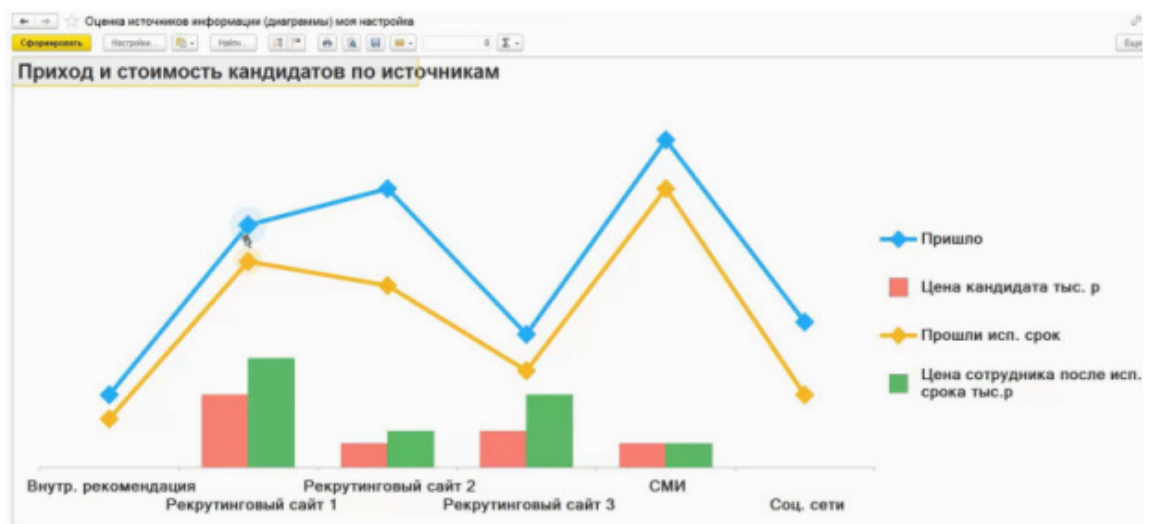 Оценка источников информации (диаграммы) моя настройка
Сформировать Настройки... Найти... 0 Σ
Приход и стоимость кандидатов по источникам
Пришло
Цена кандидата тыс. р
Прошли исп. срок
Цена сотрудника после исп.
срока тыс.р
Внутр. рекомендация Рекрутинговый сайт 2 СМИ
Рекрутинговый сайт 1 Рекрутинговый сайт 3 Соц. сети